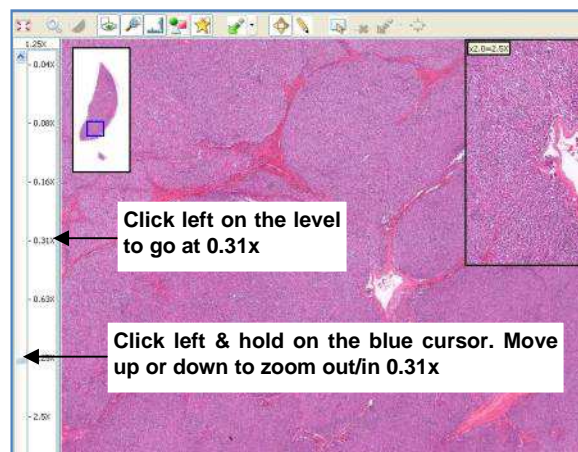 1.25X
0.04X
x2.0=2.5X
0.08X
0.16X
Click left on the level
to go at 0.31x
0.31X
0.63X
Click left & hold on the blue cursor. Move
up or down to zoom out/in 0.31x
2.5X